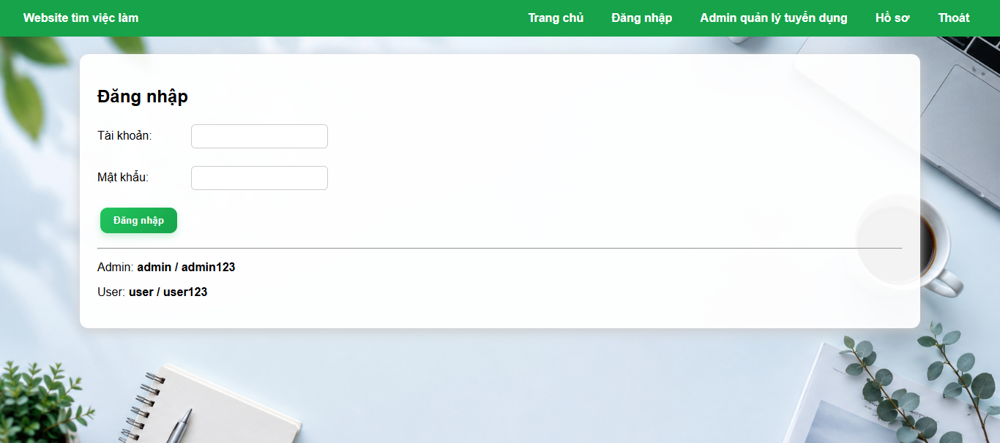 Website tìm việc làm Trang chủ Đăng nhập Admin quản lý tuyển dụng Hồ sơ Thoát
Đăng nhập
Tài khoản:
Mật khẩu:
Đăng nhập
Admin: admin / admin123
User: user / user123